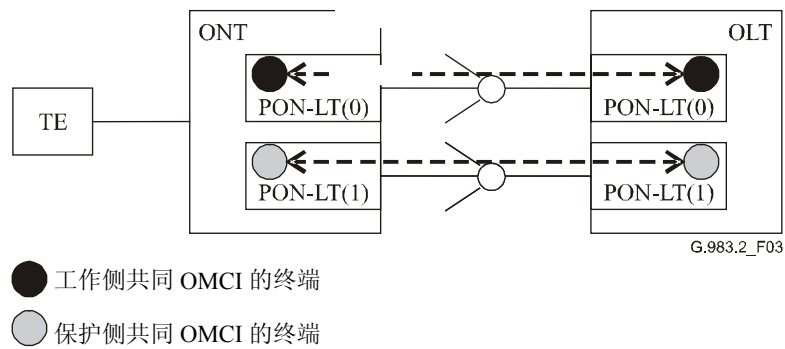 ONT
OLT
PON-LT(0)
PON-LT(0)
TE
PON-LT(1)
PON-LT(1)
G.983.2_F03
工作侧共同 OMCI 的终端
保护侧共同 OMCI 的终端